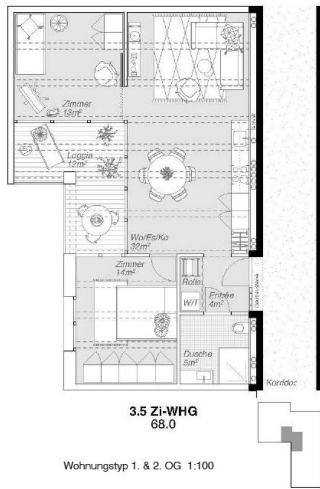 Zimmer
13m²
Loggia
12m²
Wo/Es/Ko
32m²
Zimmer
14m²
Reduit
W/T
Entrée
4m²
Dusche
5m²
Korridor
3.5 Zi-WHG
68.0
Wohnungstyp 1. & 2. OG 1:100